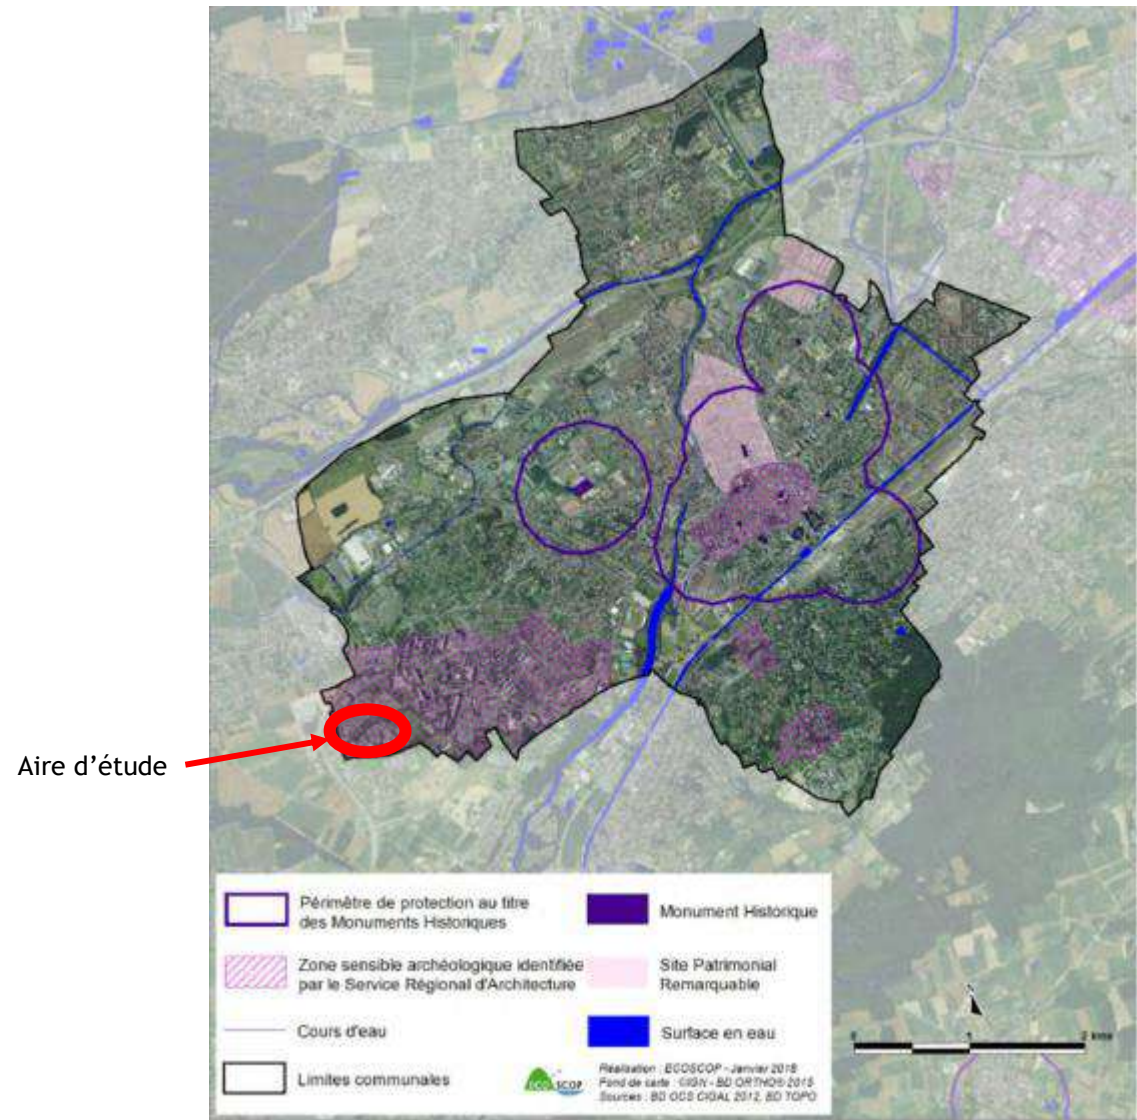 Aire d'étude
Périmètre de protection au titre
des Monuments Historiques
Monument Historique
Zone sensible archéologique identifiée
par le Service Régional d'Architecture
Site Patrimonial
Remarquable
Cours d'eau
Surface en eau
Limites communales
ECO SCOP
Réalisation : ECOSCOP - Janvier 2018
Fond de carte : ©IGN - BD ORTHO® 2015
Sources : BD OCS CIGAL 2012, BD TOPO
N
0 1 2 kms